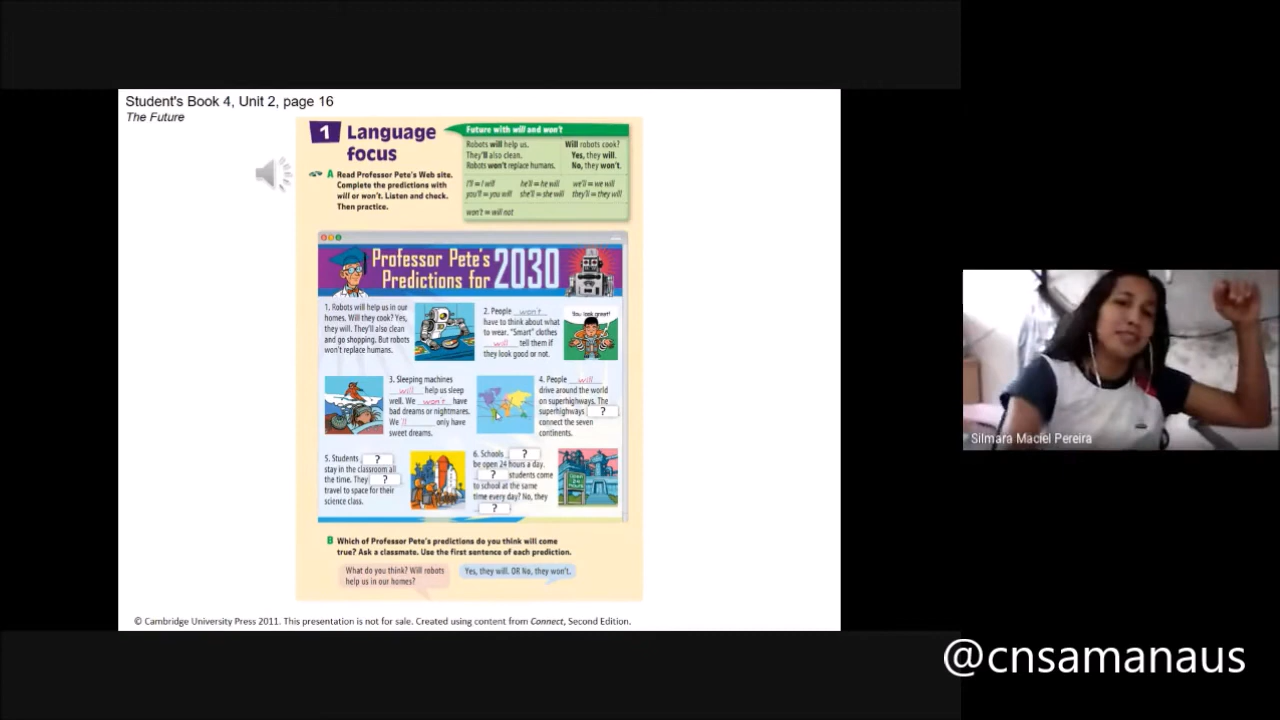 Student's Book 4, Unit 2, page 16
The Future
1 Language
focus
A Read Professor Pete's Web site.
Complete the predictions with
will or won't. Listen and check.
Then practice.
Future with will and won't
Robots will help us. Will robots cook?
They'll also clean. Yes, they will.
Robots won't replace humans. No, they won't.
I'll = I will he'll = he will we'll = we will
you'll = you will she'll = she will they'll = they will
won't = will not
Professor Pete's
Predictions for 2030
1. Robots will help us in our
homes. Will they cook? Yes,
they will. They'll also clean
and go shopping. But robots
won't replace humans.
2. People won't
have to think about what
to wear. "Smart" clothes
will tell them if
they look good or not.
You look great!
3. Sleeping machines
will help us sleep
well. We won't have
bad dreams or nightmares.
We 'll only have
sweet dreams.
4. People will
drive around the world
on superhighways. The
superhighways ?
connect the seven
continents.
5. Students ?
stay in the classroom all
the time. They ?
travel to space for their
science class.
6. Schools ?
be open 24 hours a day.
? students come
to school at the same
time every day? No, they
?
B Which of Professor Pete's predictions do you think will come
true? Ask a classmate. Use the first sentence of each prediction.
What do you think? Will robots
help us in our homes?
Yes, they will. OR No, they won't.
© Cambridge University Press 2011. This presentation is not for sale. Created using content from Connect, Second Edition.
Silmara Maciel Pereira
@cnsamanaus